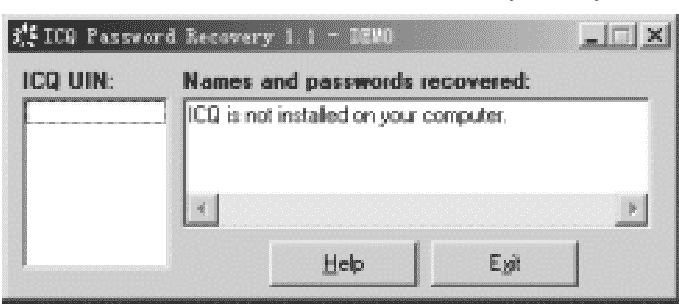 ICQ Password Recovery 1.1 - DEMO
ICQ UIN:
Names and passwords recovered:
ICQ is not installed on your computer.
Help
Exit